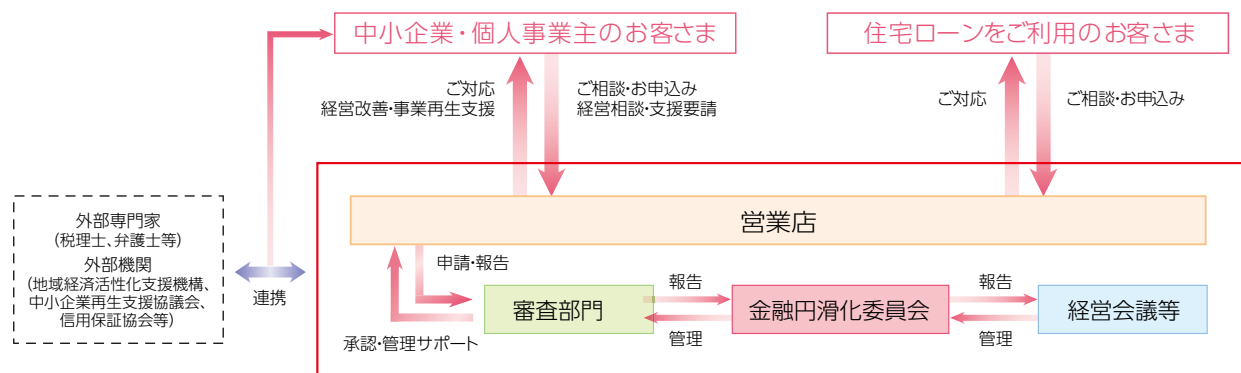 中小企業・個人事業主のお客さま
住宅ローンをご利用のお客さま
ご対応
経営改善・事業再生支援
ご相談・お申込み
経営相談・支援要請
ご対応
ご相談・お申込み
外部専門家
(税理士、弁護士等)
外部機関
(地域経済活性化支援機構、
中小企業再生支援協議会、
信用保証協会等)
連携
営業店
申請・報告
承認・管理サポート
審査部門
報告
管理
金融円滑化委員会
報告
管理
経営会議等